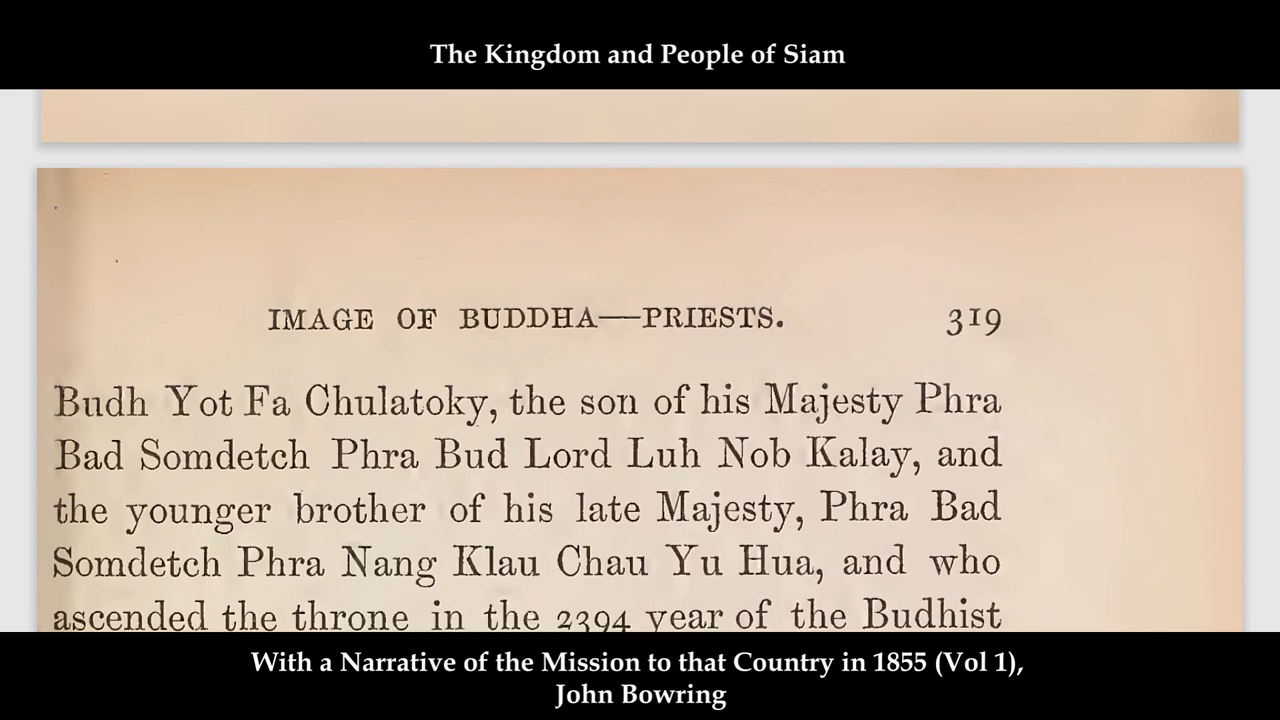 The Kingdom and People of Siam
IMAGE OF BUDDHA—PRIESTS. 319
Budh Yot Fa Chulatoky, the son of his Majesty Phra
Bad Somdetch Phra Bud Lord Luh Nob Kalay, and
the younger brother of his late Majesty, Phra Bad
Somdetch Phra Nang Klau Chau Yu Hua, and who
ascended the throne in the 2394 year of the Budhist
With a Narrative of the Mission to that Country in 1855 (Vol 1),
John Bowring